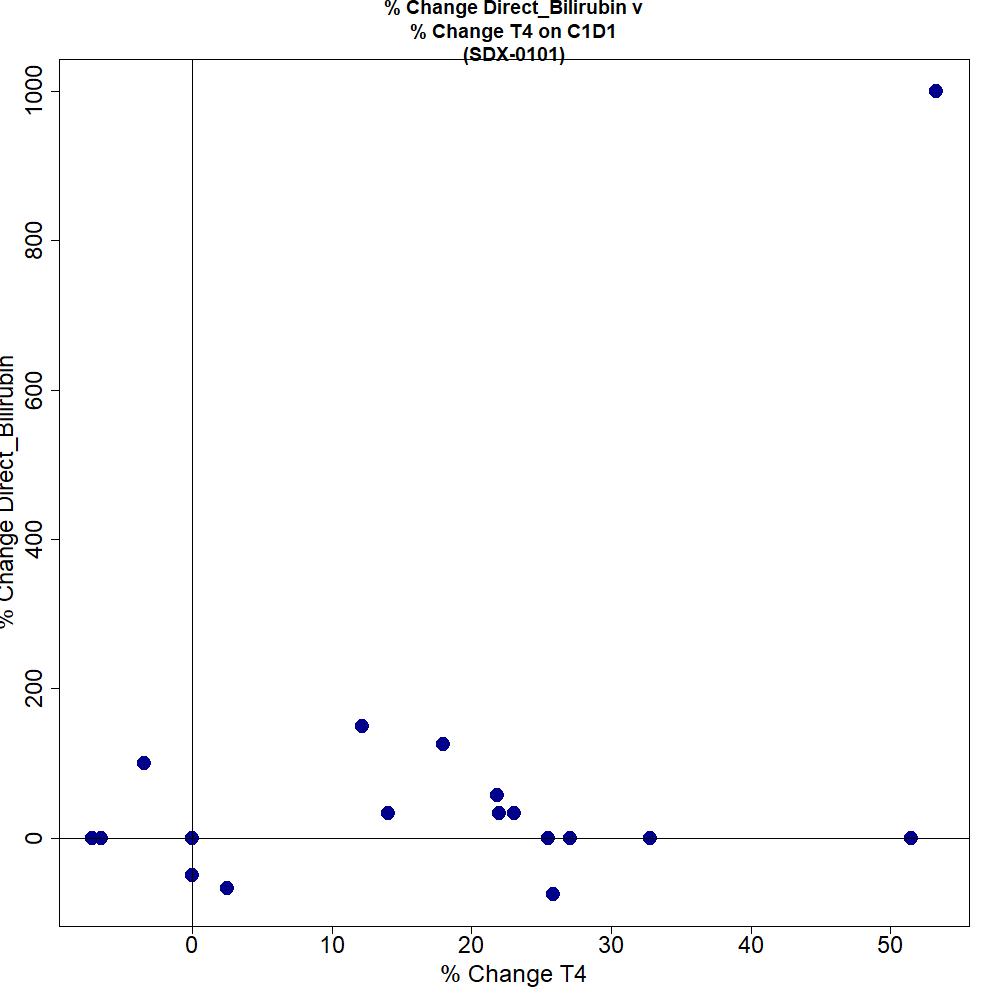 % Change Direct_Bilirubin v
% Change T4 on C1D1
(SDX-0101)
% Change Direct_Bilirubin
1000
800
600
400
200
0
0 10 20 30 40 50
% Change T4